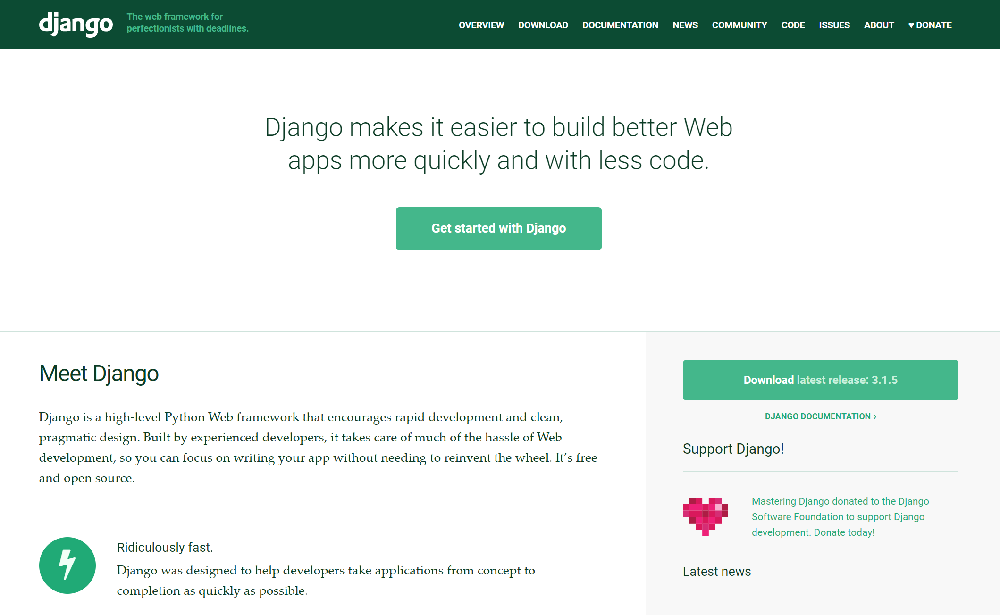 django
The web framework for
perfectionists with deadlines.
OVERVIEW DOWNLOAD DOCUMENTATION NEWS COMMUNITY CODE ISSUES ABOUT ♥ DONATE
Django makes it easier to build better Web
apps more quickly and with less code.
Get started with Django
Meet Django
Django is a high-level Python Web framework that encourages rapid development and clean,
pragmatic design. Built by experienced developers, it takes care of much of the hassle of Web
development, so you can focus on writing your app without needing to reinvent the wheel. It’s free
and open source.
Ridiculously fast.
Django was designed to help developers take applications from concept to
completion as quickly as possible.
Download latest release: 3.1.5
DJANGO DOCUMENTATION ›
Support Django!
Mastering Django donated to the Django
Software Foundation to support Django
development. Donate today!
Latest news